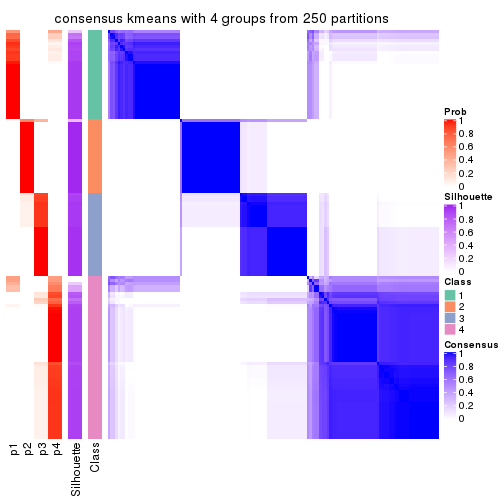 consensus kmeans with 4 groups from 250 partitions
Prob
1
0.8
0.6
0.4
0.2
0
Silhouette
1
0.8
0.6
0.4
0.2
0
Class
1
2
3
4
Consensus
1
0.8
0.6
0.4
0.2
0
p1
p2
p3
p4
Silhouette
Class